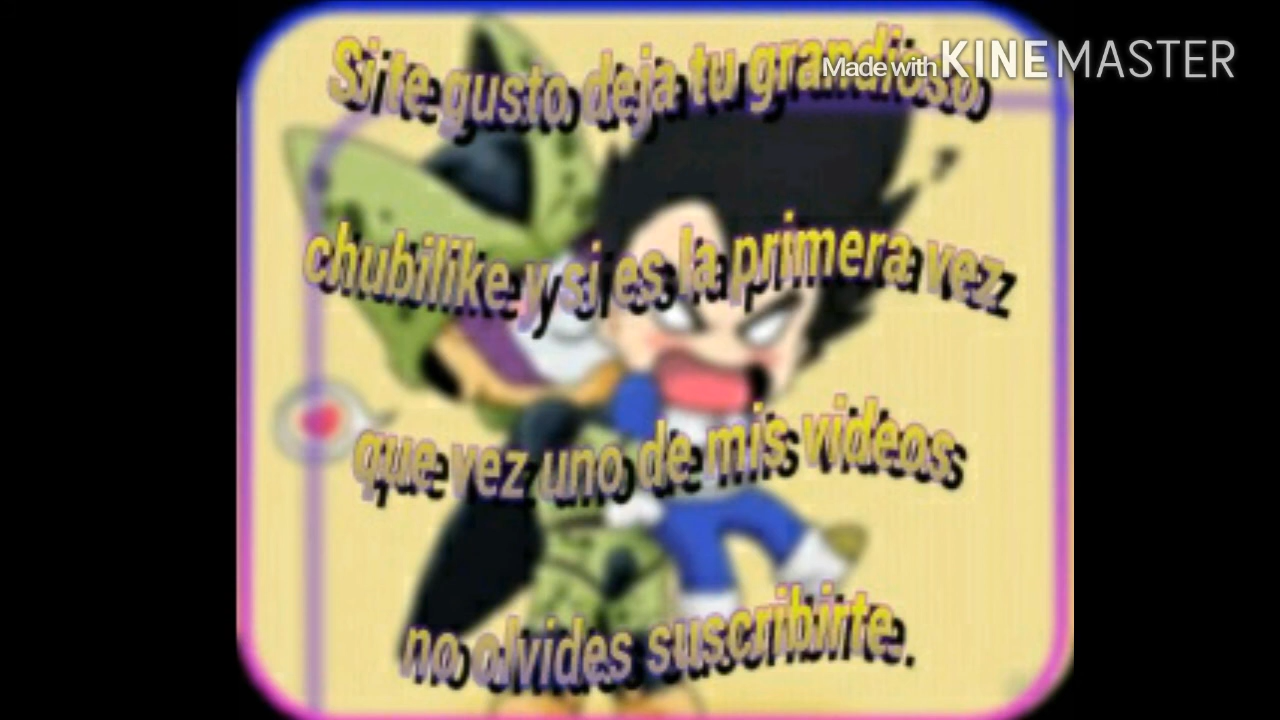 Si te gusto deja tu grandioso
Made with KINEMASTER
chubilike y si es la primera vez
que vez uno de mis videos
no olvides suscribirte.